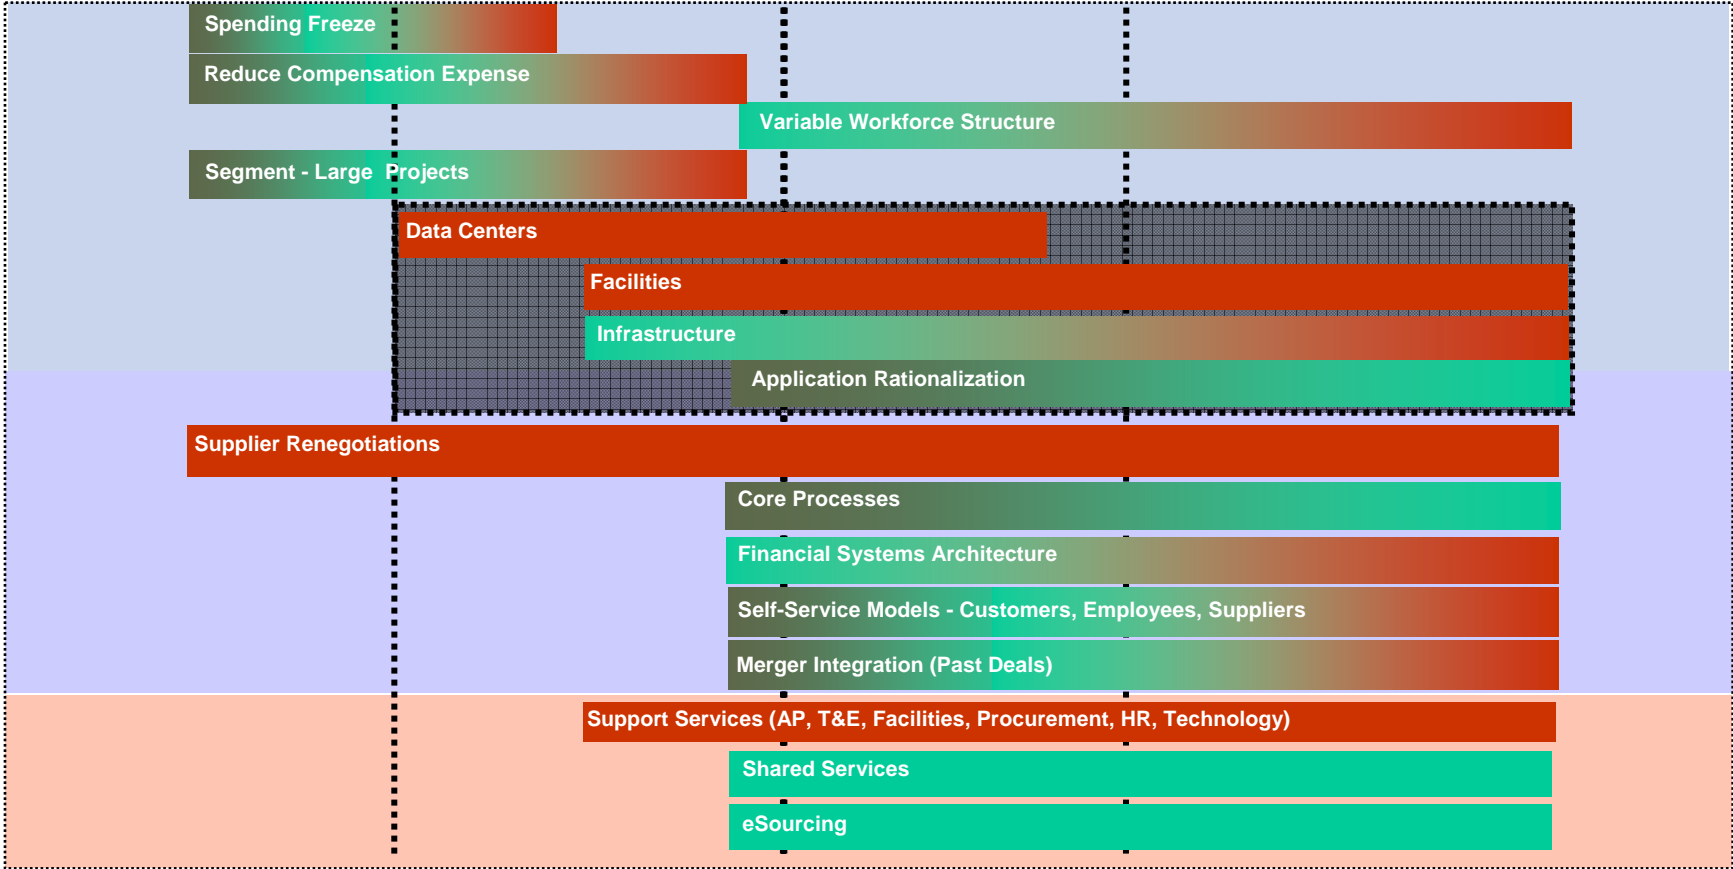 Spending Freeze
Reduce Compensation Expense
Variable Workforce Structure
Segment - Large Projects
Data Centers
Facilities
Infrastructure
Application Rationalization
Supplier Renegotiations
Core Processes
Financial Systems Architecture
Self-Service Models - Customers, Employees, Suppliers
Merger Integration (Past Deals)
Support Services (AP, T&E, Facilities, Procurement, HR, Technology)
Shared Services
eSourcing